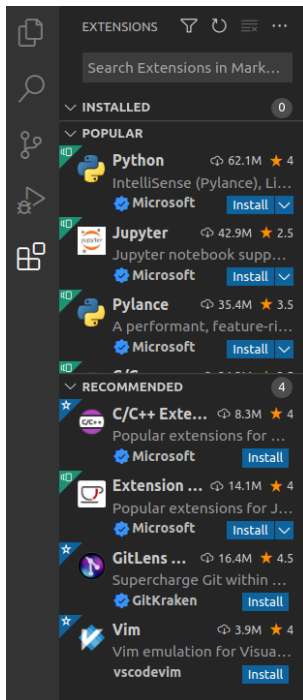 EXTENSIONS
Search Extensions in Mark...
INSTALLED 0
POPULAR
Python 62.1M 4
IntelliSense (Pylance), Li...
Microsoft Install
Jupyter 42.9M 2.5
jupyter
Jupyter notebook supp...
Microsoft Install
Pylance 35.4M 3.5
A performant, feature-ri...
Microsoft Install
RECOMMENDED 4
C/C++ Exte... 8.3M 4
C/C++
Popular extensions for ...
Microsoft Install
Extension ... 14.1M 4
Popular extensions for J...
Microsoft Install
GitLens ... 16.4M 4.5
Supercharge Git within ...
GitKraken Install
Vim 3.9M 4
Vim emulation for Visua...
vscodevim Install